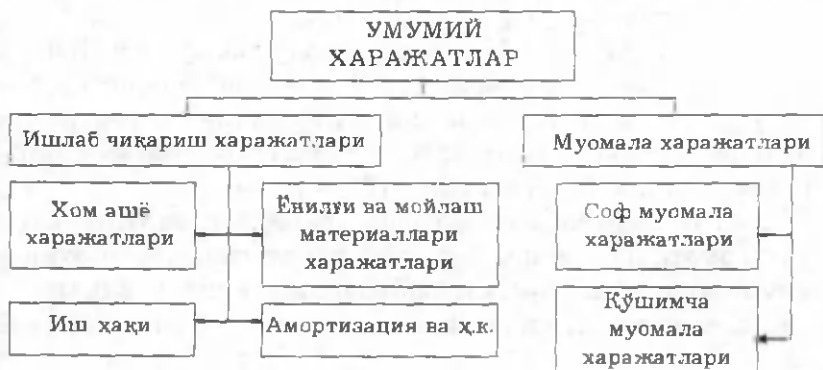 УМУМИЙ
ХАРАЖАТЛАР
Ишлаб чиқариш харажатлари
Муомала харажатлари
Хом ашё
харажатлари
Ёнилғи ва мойлаш
материаллари
харажатлари
Соф муомала
харажатлари
Иш ҳақи
Амортизация ва ҳ.к.
Қўшимча
муомала
харажатлари